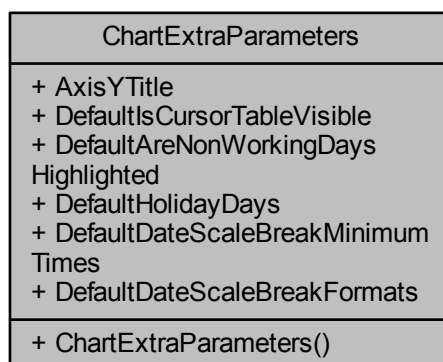 ChartExtraParameters
+ AxisYTitle
+ DefaultIsCursorTableVisible
+ DefaultAreNonWorkingDays
Highlighted
+ DefaultHolidayDays
+ DefaultDateScaleBreakMinimum
Times
+ DefaultDateScaleBreakFormats
+ ChartExtraParameters()